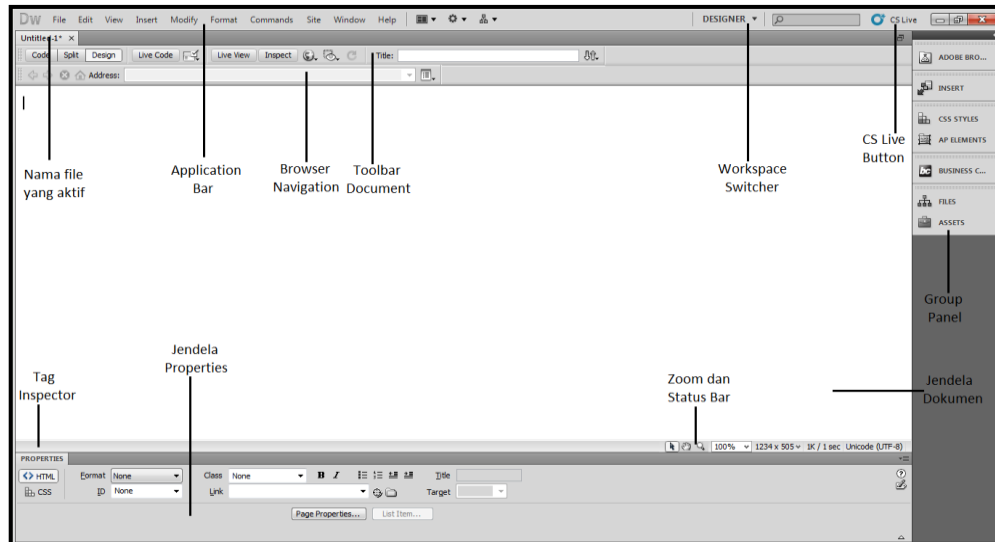 DW File Edit View Insert Modify Format Commands Site Window Help DESIGNER CS Live
Untitled-1* ×
Code Split Design Live Code Live View Inspect Title:
Address:
ADOBE BRO...
INSERT
CSS STYLES
AP ELEMENTS
BUSINESS C...
FILES
ASSETS
Nama file
yang aktif
Application
Bar
Browser
Navigation
Toolbar
Document
Workspace
Switcher
CS Live
Button
Group
Panel
Jendela
Properties
Tag
Inspector
Zoom dan
Status Bar
Jendela
Dokumen
100% 1234 x 505 1K / 1 sec Unicode (UTF-8)
PROPERTIES
<> HTML Format None Class None B I Title
CSS ID None Link Target
Page Properties... List Item...